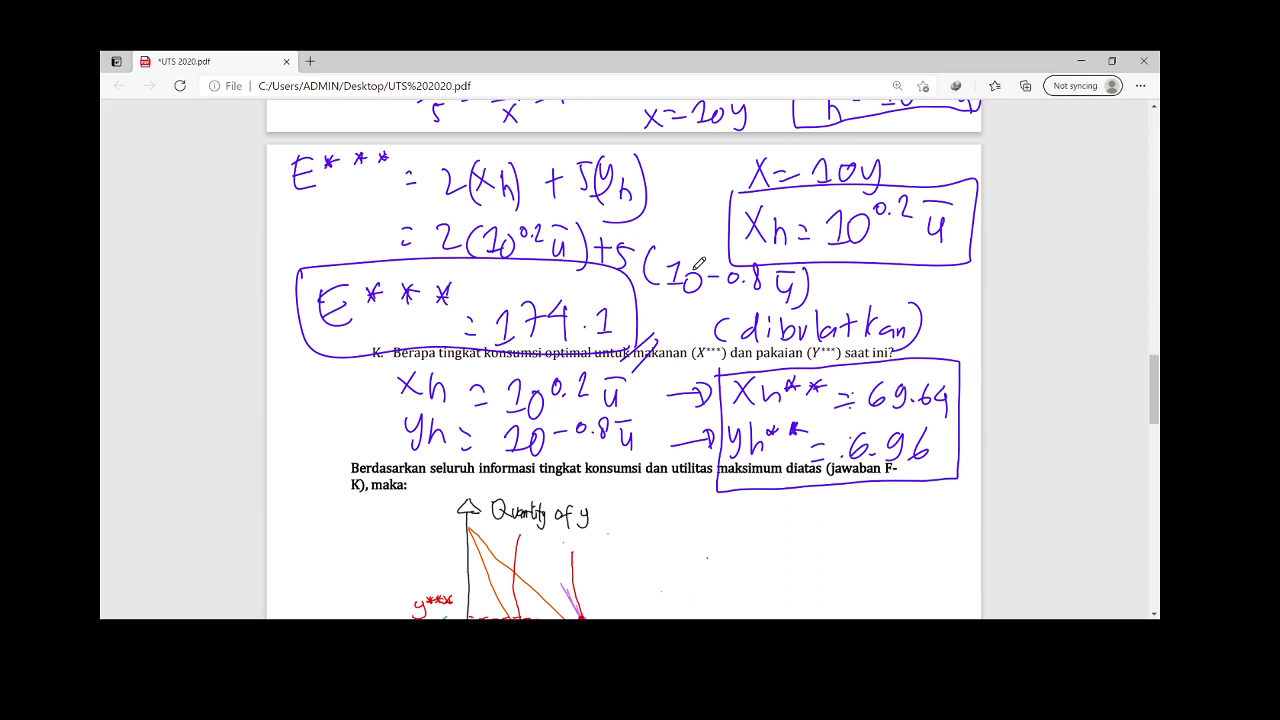 *UTS 2020.pdf
File C:/Users/ADMIN/Desktop/UTS%202020.pdf Not syncing
5 x x=10y
E*** = 2(Xh) + 5(yh) X=10y
= 2(10^0.2 ū) + 5(10^-0.8 ū) Xh=10^0.2 ū
E*** = 174.1 (dibulatkan)
K. Berapa tingkat konsumsi optimal untuk makanan (X***) dan pakaian (Y***) saat ini?
xh = 10^0.2 ū → Xh*** = 69.64
yh = 10^-0.8 ū → yh*** = 6.96
Berdasarkan seluruh informasi tingkat konsumsi dan utilitas maksimum diatas (jawaban F-
K), maka:
Quantity of y
y***